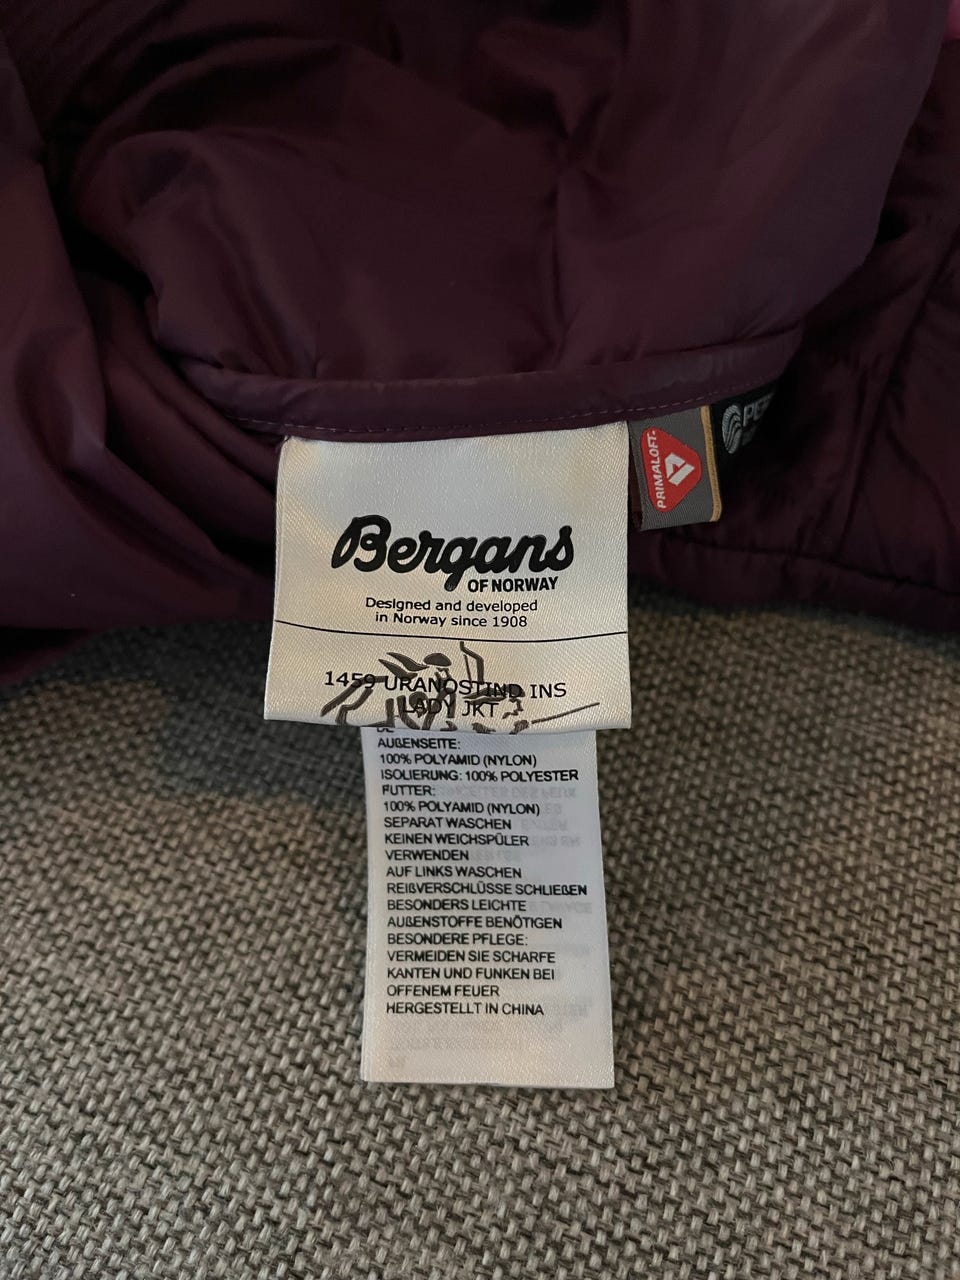 Bergans
OF NORWAY
Designed and developed
in Norway since 1908
1459 URANOSTIND INS
LADY JKT
PRIMALOFT
DE
AUßENSEITE:
100% POLYAMID (NYLON)
ISOLIERUNG: 100% POLYESTER
FUTTER:
100% POLYAMID (NYLON)
SEPARAT WASCHEN
KEINEN WEICHSPÜLER
VERWENDEN
AUF LINKS WASCHEN
REIßVERSCHLÜSSE SCHLIEßEN
BESONDERS LEICHTE
AUßENSTOFFE BENÖTIGEN
BESONDERE PFLEGE:
VERMEIDEN SIE SCHARFE
KANTEN UND FUNKEN BEI
OFFENEM FEUER
HERGESTELLT IN CHINA